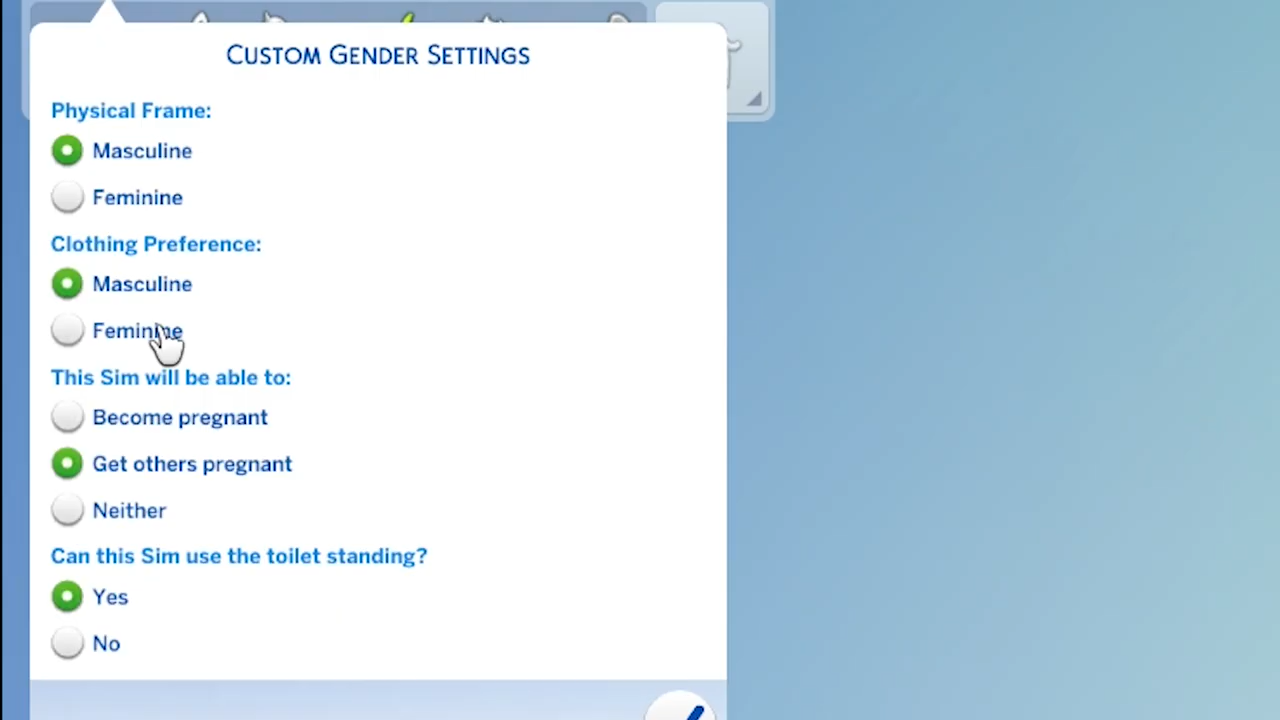 Custom Gender Settings
Physical Frame:
Masculine
Feminine
Clothing Preference:
Masculine
Feminine
This Sim will be able to:
Become pregnant
Get others pregnant
Neither
Can this Sim use the toilet standing?
Yes
No